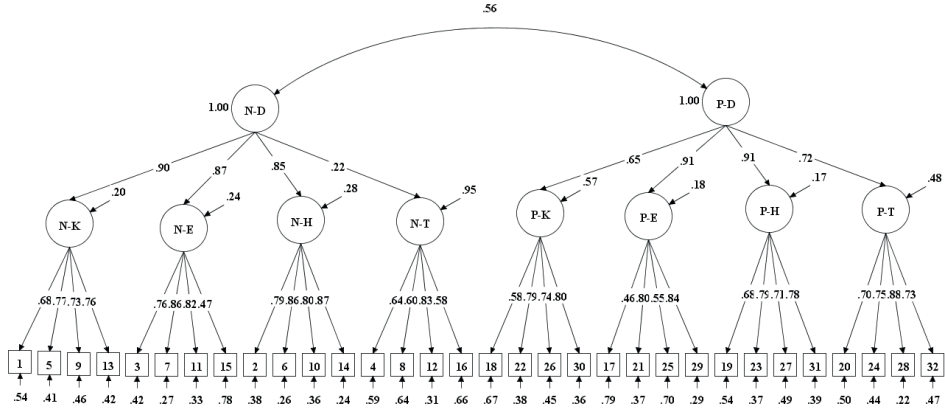 .56
1.00 N-D 1.00 P-D
.90 .87 .85 .22 .65 .91 .91 .72
.20 .24 .28 .95 .57 .18 .17 .48
N-K N-E N-H N-T P-K P-E P-H P-T
.68 .77 .73 .76 .76 .86 .82 .47 .79 .86 .80 .87 .64 .60 .83 .58 .58 .79 .74 .80 .46 .80 .55 .84 .68 .79 .71 .78 .70 .75 .88 .73
1 5 9 13 3 7 11 15 2 6 10 14 4 8 12 16 18 22 26 30 17 21 25 29 19 23 27 31 20 24 28 32
.54 .41 .46 .42 .42 .27 .33 .78 .38 .26 .36 .24 .59 .64 .31 .66 .67 .38 .45 .36 .79 .37 .70 .29 .54 .37 .49 .39 .50 .44 .22 .47